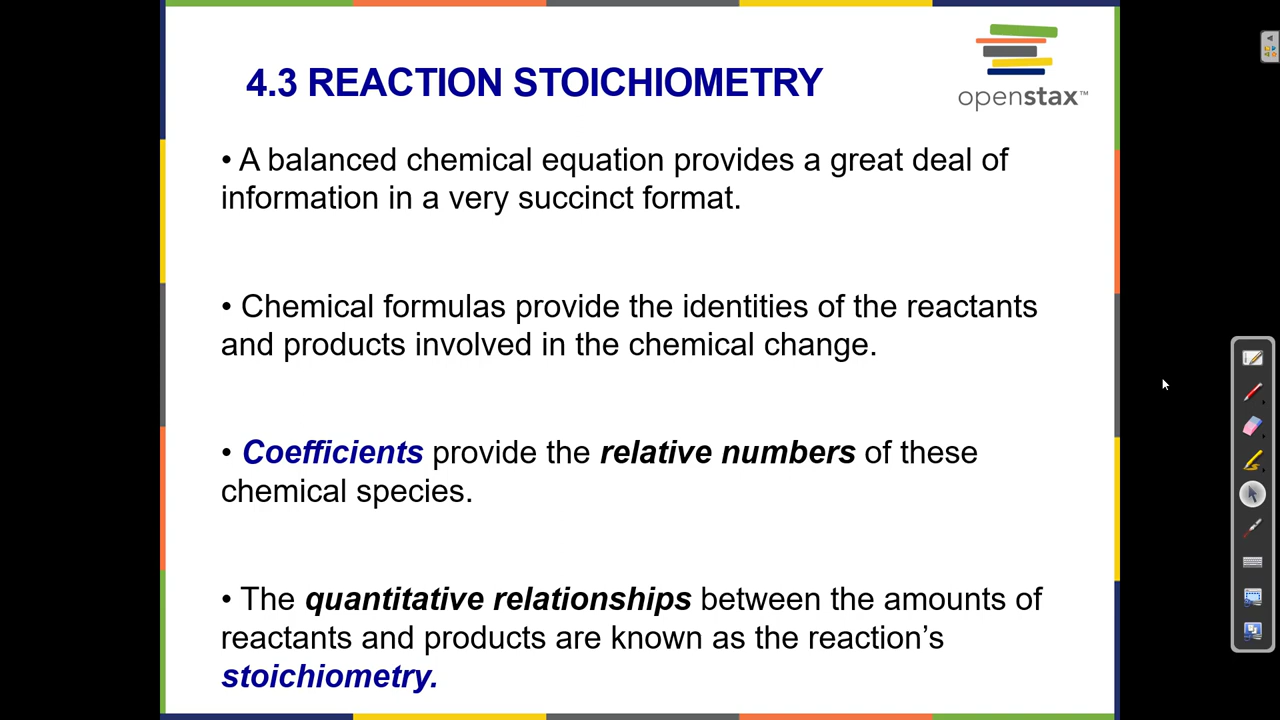 4.3 REACTION STOICHIOMETRY
openstax™
• A balanced chemical equation provides a great deal of
information in a very succinct format.
• Chemical formulas provide the identities of the reactants
and products involved in the chemical change.
• Coefficients provide the relative numbers of these
chemical species.
• The quantitative relationships between the amounts of
reactants and products are known as the reaction’s
stoichiometry.